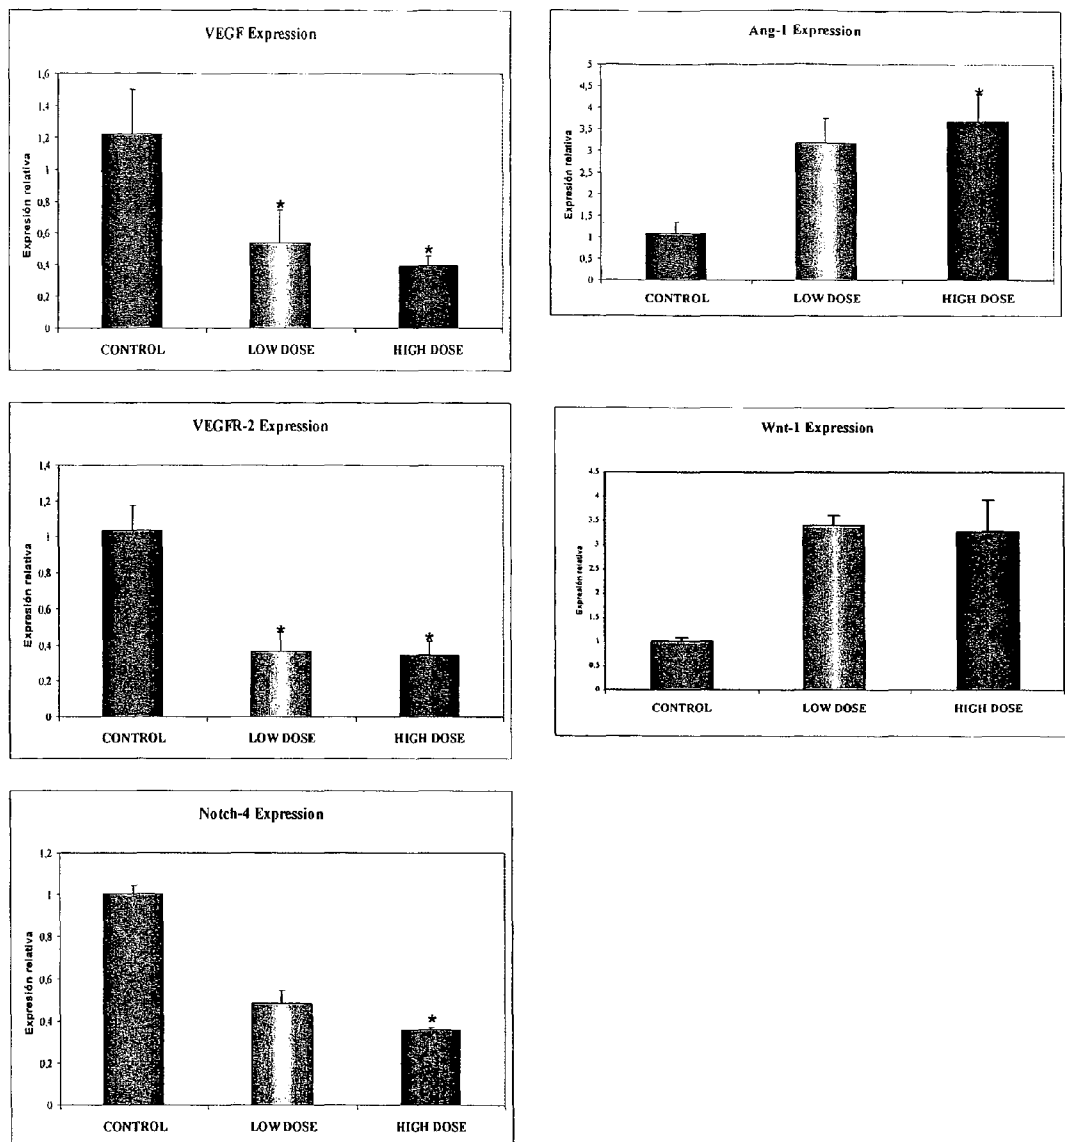 VEGF Expression
Expresión relativa
1,6
1,4
1,2
1
0,8
0,6
0,4
0,2
0
*
*
CONTROL
LOW DOSE
HIGH DOSE
Ang-1 Expression
Expresión relativa
5
4,5
4
3,5
3
2,5
2
1,5
1
0,5
0
*
CONTROL
LOW DOSE
HIGH DOSE
VEGFR-2 Expression
Expresión relativa
1,4
1,2
1
0,8
0,6
0,4
0,2
0
*
*
CONTROL
LOW DOSE
HIGH DOSE
Wnt-1 Expression
Expresión relativa
4.5
4
3.5
3
2.5
2
1.5
1
0.5
0
CONTROL
LOW DOSE
HIGH DOSE
Notch-4 Expression
Expresión relativa
1,2
1
0,8
0,6
0,4
0,2
0
*
CONTROL
LOW DOSE
HIGH DOSE